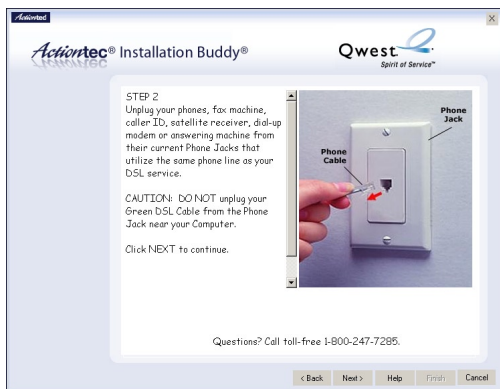 Actiontec
Actiontec® Installation Buddy®
Qwest
Spirit of Service™
STEP 2
Unplug your phones, fax machine,
caller ID, satellite receiver, dial-up
modem or answering machine from
their current Phone Jacks that
utilize the same phone line as your
DSL service.
CAUTION: DO NOT unplug your
Green DSL Cable from the Phone
Jack near your Computer.
Click NEXT to continue.
Phone
Jack
Phone
Cable
Questions? Call toll-free 1-800-247-7285.
< Back
Next >
Help
Finish
Cancel